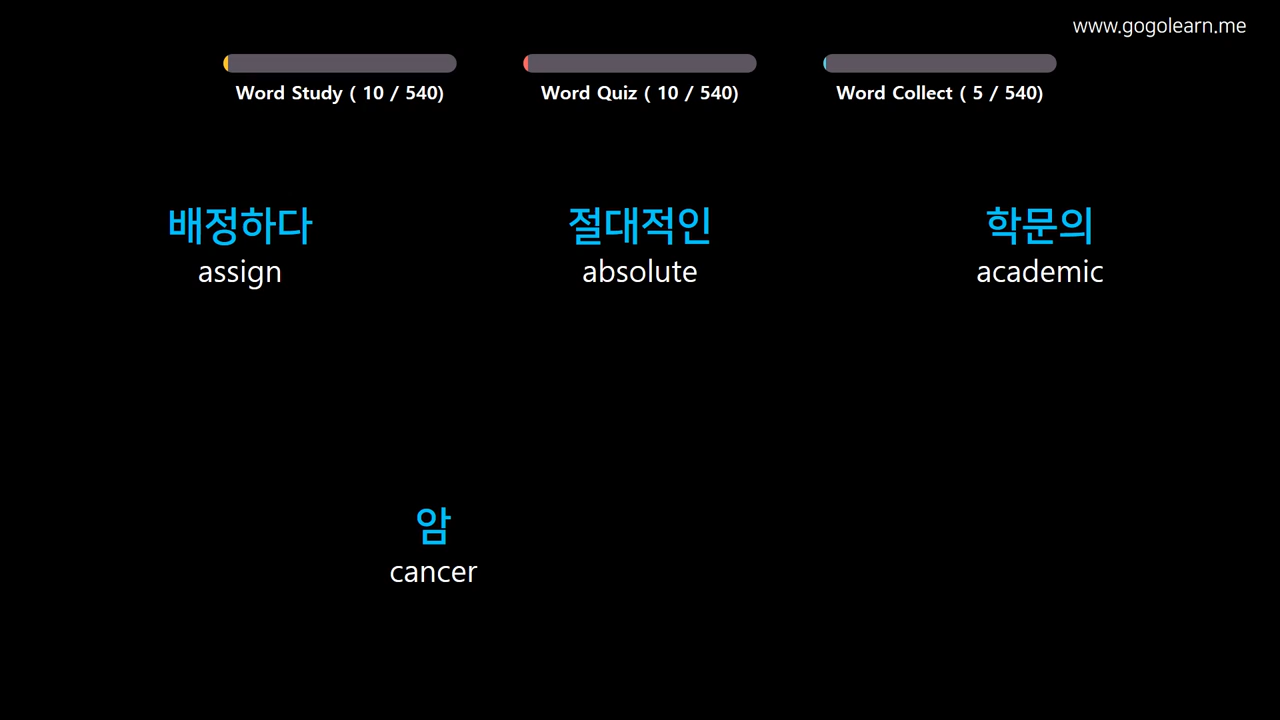 www.gogolearn.me
Word Study ( 10 / 540)
Word Quiz ( 10 / 540)
Word Collect ( 5 / 540)
배정하다
assign
절대적인
absolute
학문의
academic
암
cancer